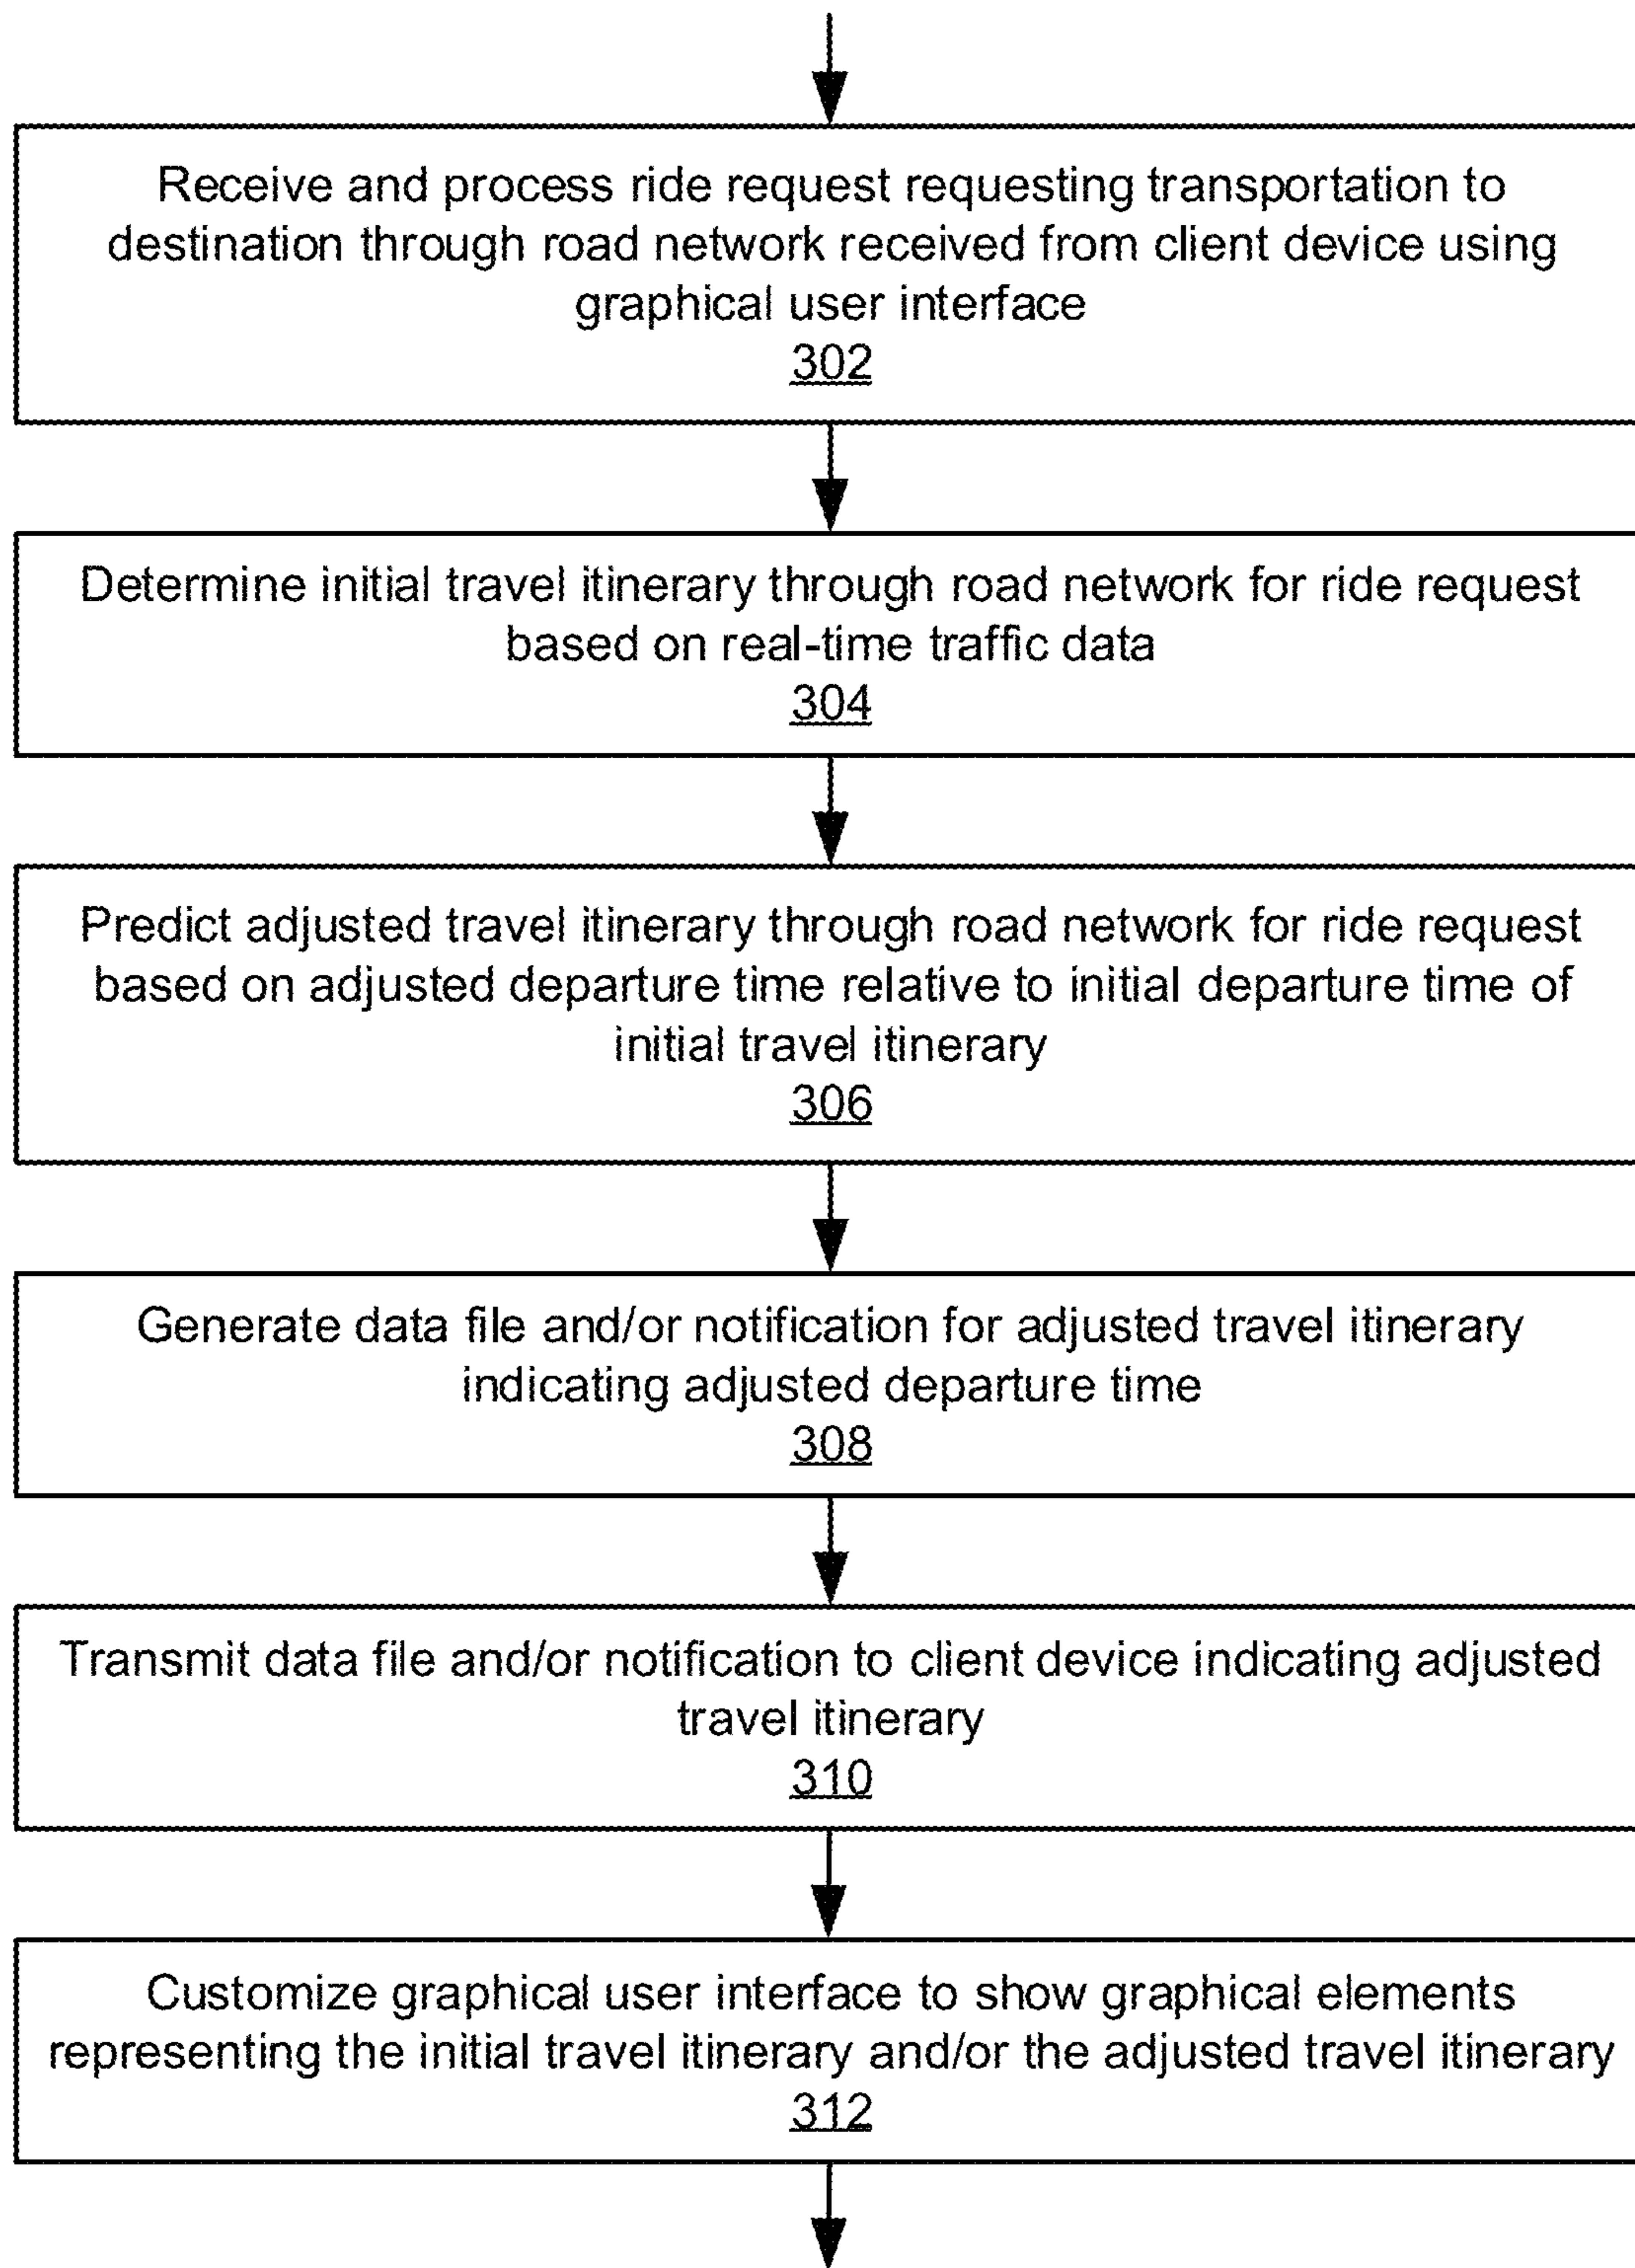 Receive and process ride request requesting transportation to
destination through road network received from client device using
graphical user interface
302
Determine initial travel itinerary through road network for ride request
based on real-time traffic data
304
Predict adjusted travel itinerary through road network for ride request
based on adjusted departure time relative to initial departure time of
initial travel itinerary
306
Generate data file and/or notification for adjusted travel itinerary
indicating adjusted departure time
308
Transmit data file and/or notification to client device indicating adjusted
travel itinerary
310
Customize graphical user interface to show graphical elements
representing the initial travel itinerary and/or the adjusted travel itinerary
312